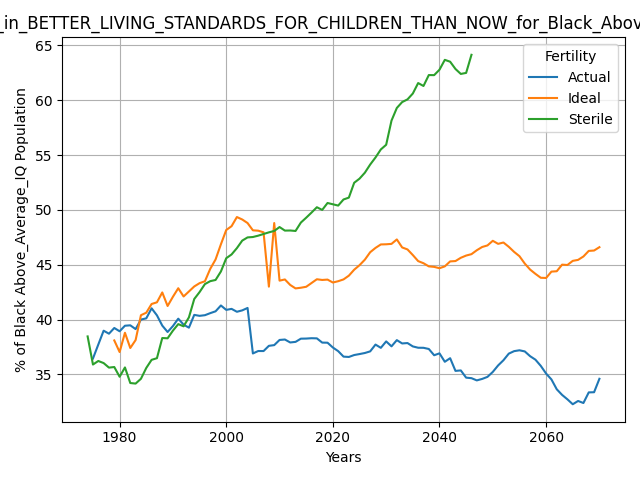 _in_BETTER_LIVING_STANDARDS_FOR_CHILDREN_THAN_NOW_for_Black_Abov
65
60
55
50
45
40
35
% of Black Above_Average_IQ Population
Fertility
Actual
Ideal
Sterile
1980 2000 2020 2040 2060
Years